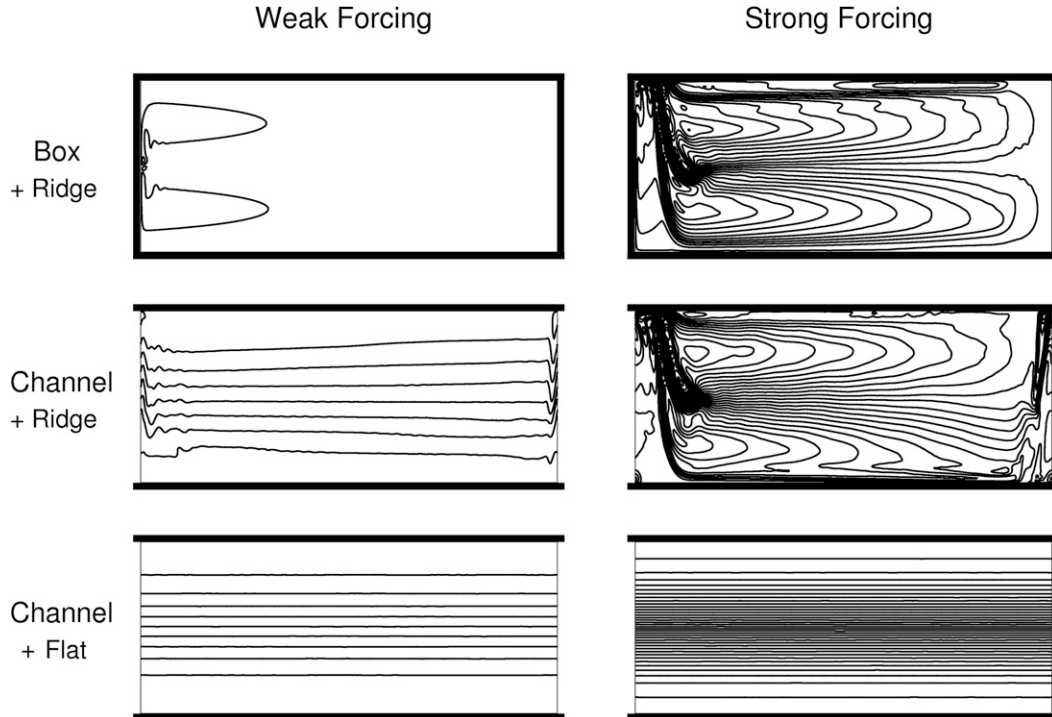 Weak Forcing
Strong Forcing
Box
+ Ridge
Channel
+ Ridge
Channel
+ Flat